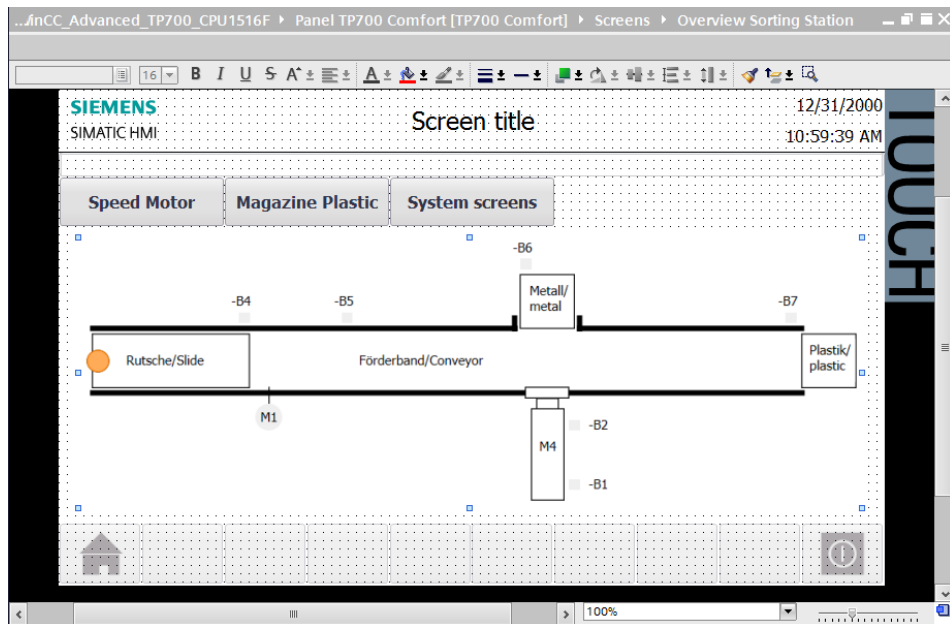 ...inCC_Advanced_TP700_CPU1516F ▸ Panel TP700 Comfort [TP700 Comfort] ▸ Screens ▸ Overview Sorting Station
16 B I U S A A
SIEMENS
SIMATIC HMI
Screen title
12/31/2000
10:59:39 AM
TOUCH
Speed Motor Magazine Plastic System screens
-B6
Metall/
metal
-B4 -B5 -B7
Rutsche/Slide Förderband/Conveyor
Plastik/
plastic
M1
-B2
M4
-B1
100%